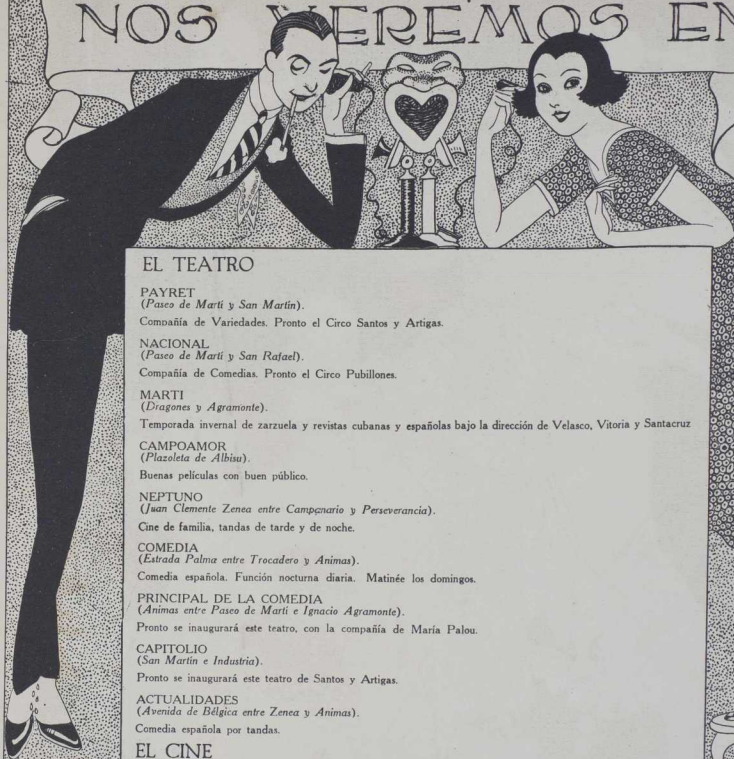 NOS VEREMOS EN
EL TEATRO
PAYRET
(Paseo de Martí y San Martín).
Compañía de Variedades. Pronto el Circo Santos y Artigas.
NACIONAL
(Paseo de Martí y San Rafael).
Compañía de Comedias. Pronto el Circo Pubillones.
MARTI
(Dragones y Agramonte).
Temporada invernal de zarzuela y revistas cubanas y españolas bajo la dirección de Velasco, Vitoria y Santacruz
CAMPOAMOR
(Plazoleta de Albisu).
Buenas películas con buen público.
NEPTUNO
(Juan Clemente Zenea entre Campanario y Perseverancia).
Cine de familia, tandas de tarde y de noche.
COMEDIA
(Estrada Palma entre Trocadero y Animas).
Comedia española. Función nocturna diaria. Matinée los domingos.
PRINCIPAL DE LA COMEDIA
(Animas entre Paseo de Martí e Ignacio Agramonte).
Pronto se inaugurará este teatro, con la compañía de María Palou.
CAPITOLIO
(San Martín e Industria).
Pronto se inaugurará este teatro de Santos y Artigas.
ACTUALIDADES
(Avenida de Bélgica entre Zenea y Animas).
Comedia española por tandas.
EL CINE